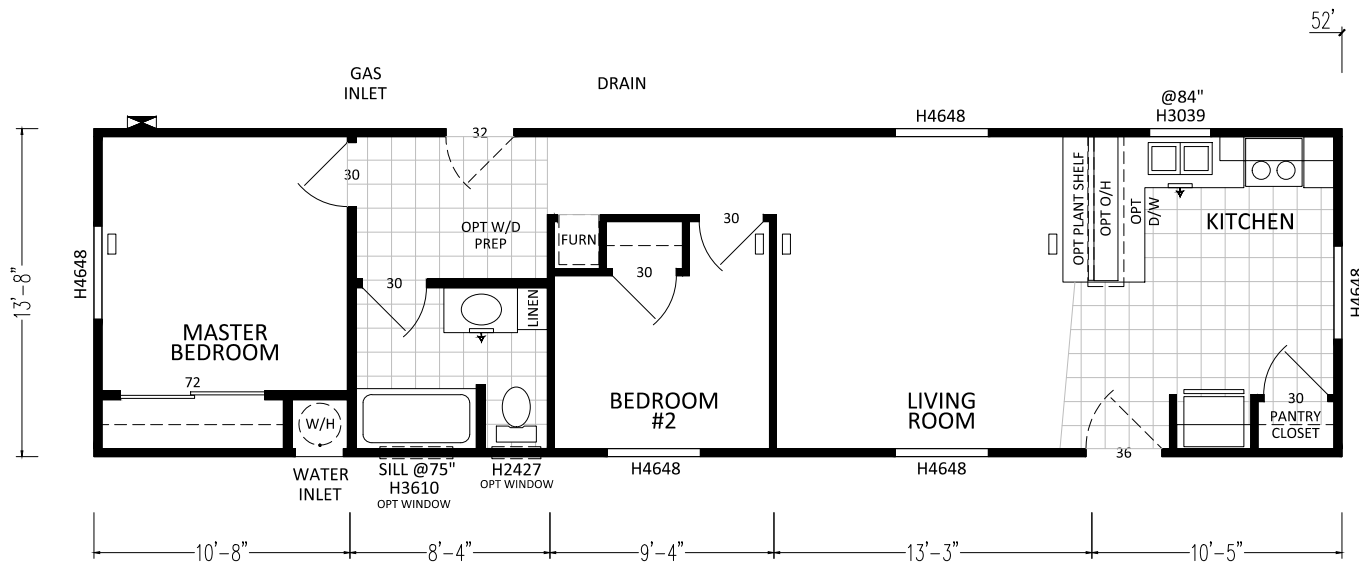 52'
GAS
INLET
DRAIN
@84"
H3039
H4648
32
30
OPT W/D
PREP
FURN
30
30
30
OPT PLANT SHELF
OPT O/H
OPT
D/W
KITCHEN
H4648
13'-8"
MASTER
BEDROOM
72
LINEN
BEDROOM
#2
LIVING
ROOM
H4648
30
PANTRY
CLOSET
W/H
36
WATER
INLET
SILL @75"
H3610
OPT WINDOW
H2427
OPT WINDOW
H4648
H4648
10'-8"
8'-4"
9'-4"
13'-3"
10'-5"